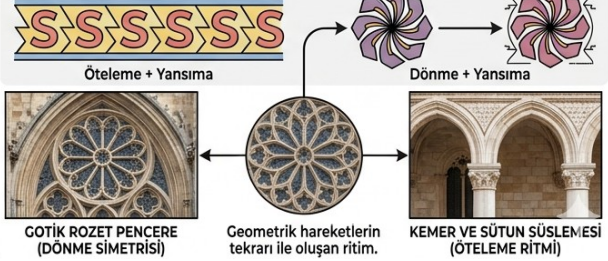 S S S S S S
Öteleme + Yansıma
Dönme + Yansıma
GOTİK ROZET PENCERE
(DÖNME SİMETRİSİ)
Geometrik hareketlerin
tekrarı ile oluşan ritim.
KEMER VE SÜTUN SÜSLEMESİ
(ÖTELEME RİTMİ)